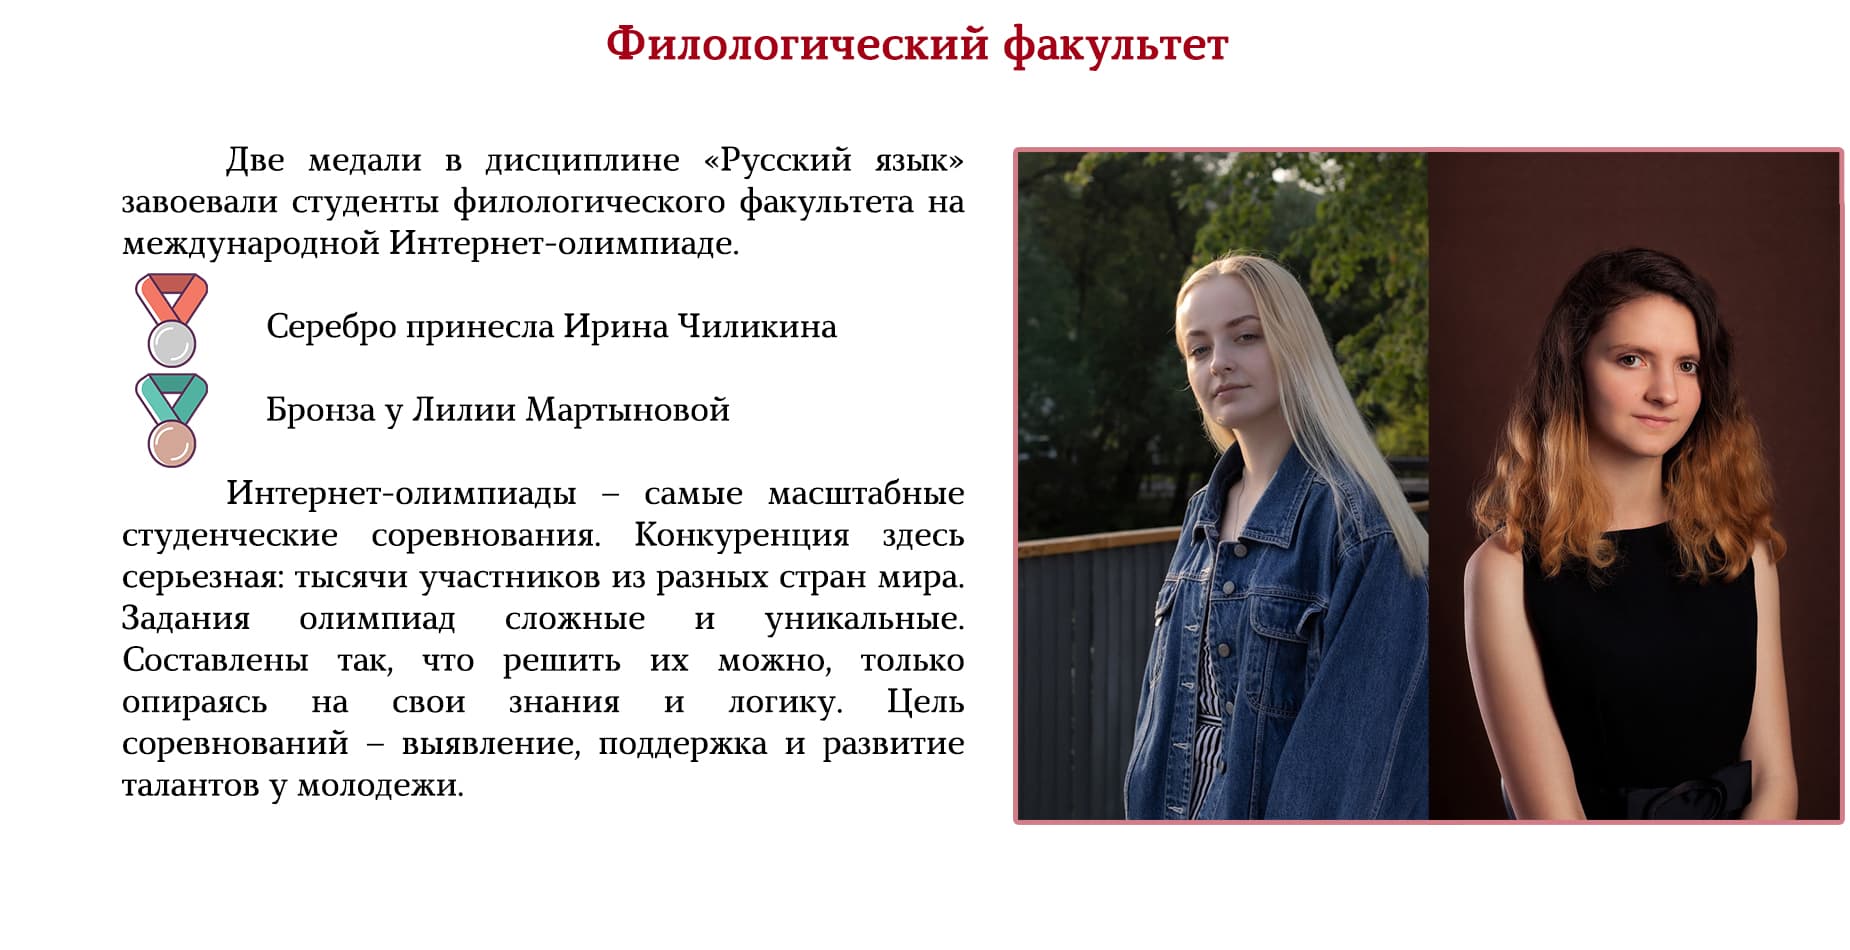 Филологический факультет
Две медали в дисциплине «Русский язык»
завоевали студенты филологического факультета на
международной Интернет-олимпиаде.
Серебро принесла Ирина Чиликина
Бронза у Лилии Мартыновой
Интернет-олимпиады – самые масштабные
студенческие соревнования. Конкуренция здесь
серьезная: тысячи участников из разных стран мира.
Задания олимпиад сложные и уникальные.
Составлены так, что решить их можно, только
опираясь на свои знания и логику. Цель
соревнований – выявление, поддержка и развитие
талантов у молодежи.